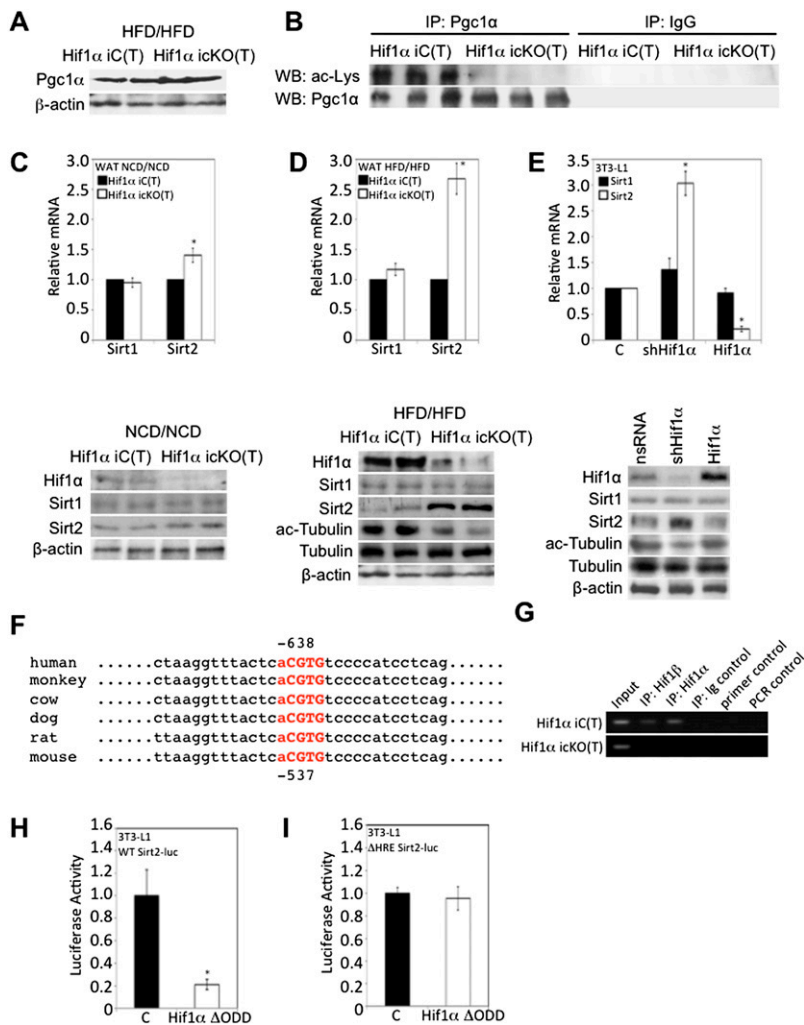 A
HFD/HFD
Hif1α iC(T) Hif1α icKO(T)
Pgc1α
β-actin
B
IP: Pgc1α IP: IgG
Hif1α iC(T) Hif1α icKO(T) Hif1α iC(T) Hif1α icKO(T)
WB: ac-Lys
WB: Pgc1α
C
WAT NCD/NCD
Hif1α iC(T)
Hif1α icKO(T)
Relative mRNA
3.0
2.5
2.0
1.5
1.0
0.5
0
*
Sirt1 Sirt2
NCD/NCD
Hif1α iC(T) Hif1α icKO(T)
Hif1α
Sirt1
Sirt2
β-actin
D
WAT HFD/HFD
Hif1α iC(T)
Hif1α icKO(T)
Relative mRNA
3.0
2.5
2.0
1.5
1.0
0.5
0
*
Sirt1 Sirt2
HFD/HFD
Hif1α iC(T) Hif1α icKO(T)
Hif1α
Sirt1
Sirt2
ac-Tubulin
Tubulin
β-actin
E
3T3-L1
Sirt1
Sirt2
Relative mRNA
3.5
3.0
2.5
2.0
1.5
1.0
0.5
0
*
*
C shHif1α Hif1α
nsRNA shHif1α Hif1α
Hif1α
Sirt1
Sirt2
ac-Tubulin
Tubulin
β-actin
F
-638
human ......ctaaggtttactcaCGTGtccccatcctcag......
monkey ......ctaaggtttactcaCGTGtccccatcctcag......
cow ......ctaaggtttactcaCGTGtccccatcctcag......
dog ......ctaaggtttactcaCGTGtccccatcctcag......
rat ......ttaaggtttactcaCGTGtccccatcctcag......
mouse ......ttaaggtttactcaCGTGtccccatcctcag......
-537
G
Input IP: Hif1β IP: Hif1α IP: Ig control primer control PCR control
Hif1α iC(T)
Hif1α icKO(T)
H
3T3-L1
WT Sirt2-luc
Luciferase Activity
1.6
1.4
1.2
1.0
0.8
0.6
0.4
0.2
0
*
C Hif1α ΔODD
I
3T3-L1
ΔHRE Sirt2-luc
Luciferase Activity
1.6
1.4
1.2
1.0
0.8
0.6
0.4
0.2
0
C Hif1α ΔODD